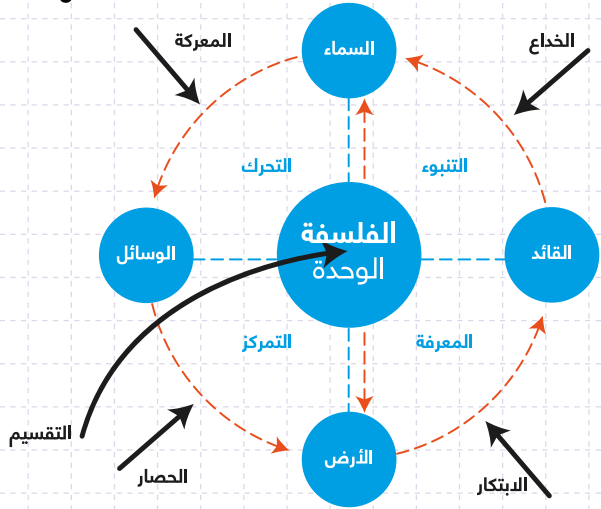 السماء
المعركة
الخداع
التنبوء
التحرك
الفلسفة
الوحدة
القائد
الوسائل
المعرفة
التمركز
التقسيم
الأرض
الحصار
الابتكار